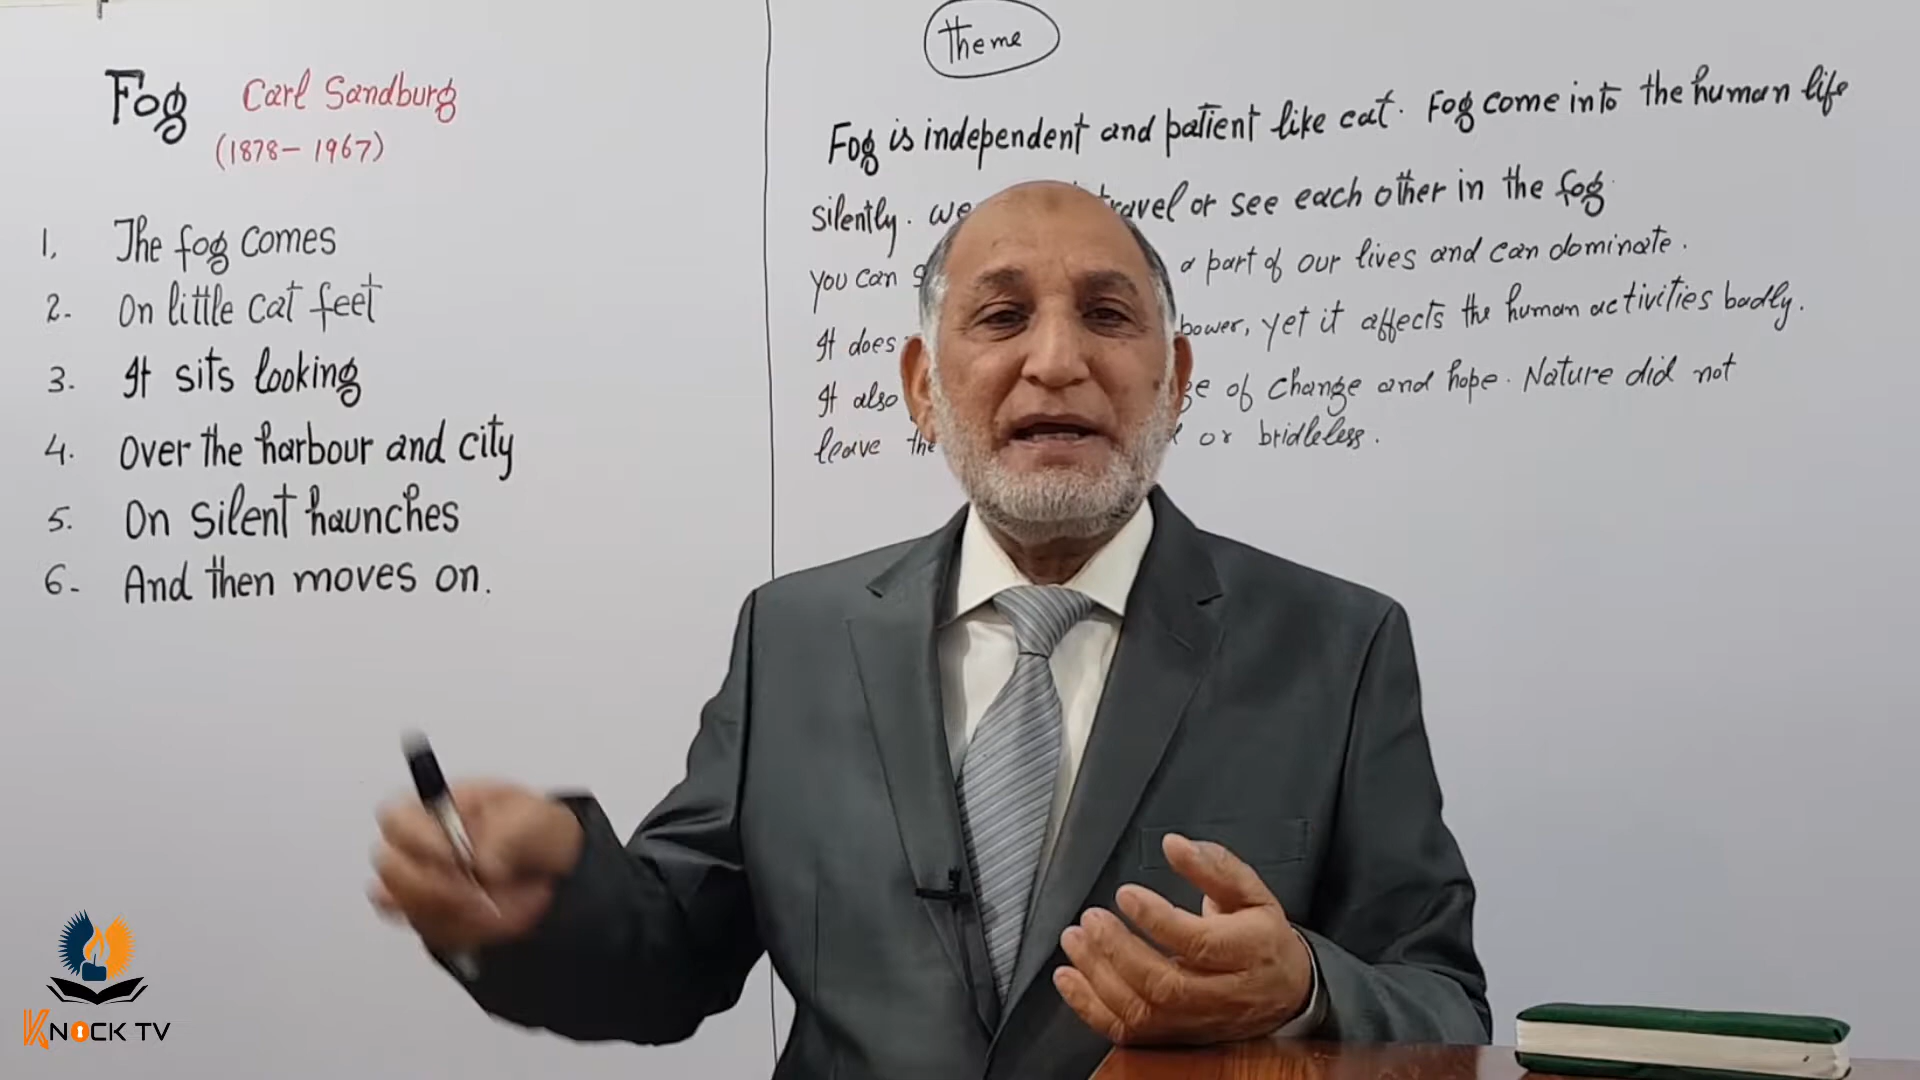 Fog Carl Sandburg
(1878-1967)
1. The fog comes
2. On little cat feet
3. It sits looking
4. Over the harbour and city
5. On silent haunches
6. And then moves on.
Theme
Fog is independent and patient like cat. Fog come into the human life
silently. we travel or see each other in the fog.
you can a part of our lives and can dominate.
It does power, yet it affects the human activities badly.
It also of change and hope. Nature did not
leave the or bridleless.
KNOCK TV